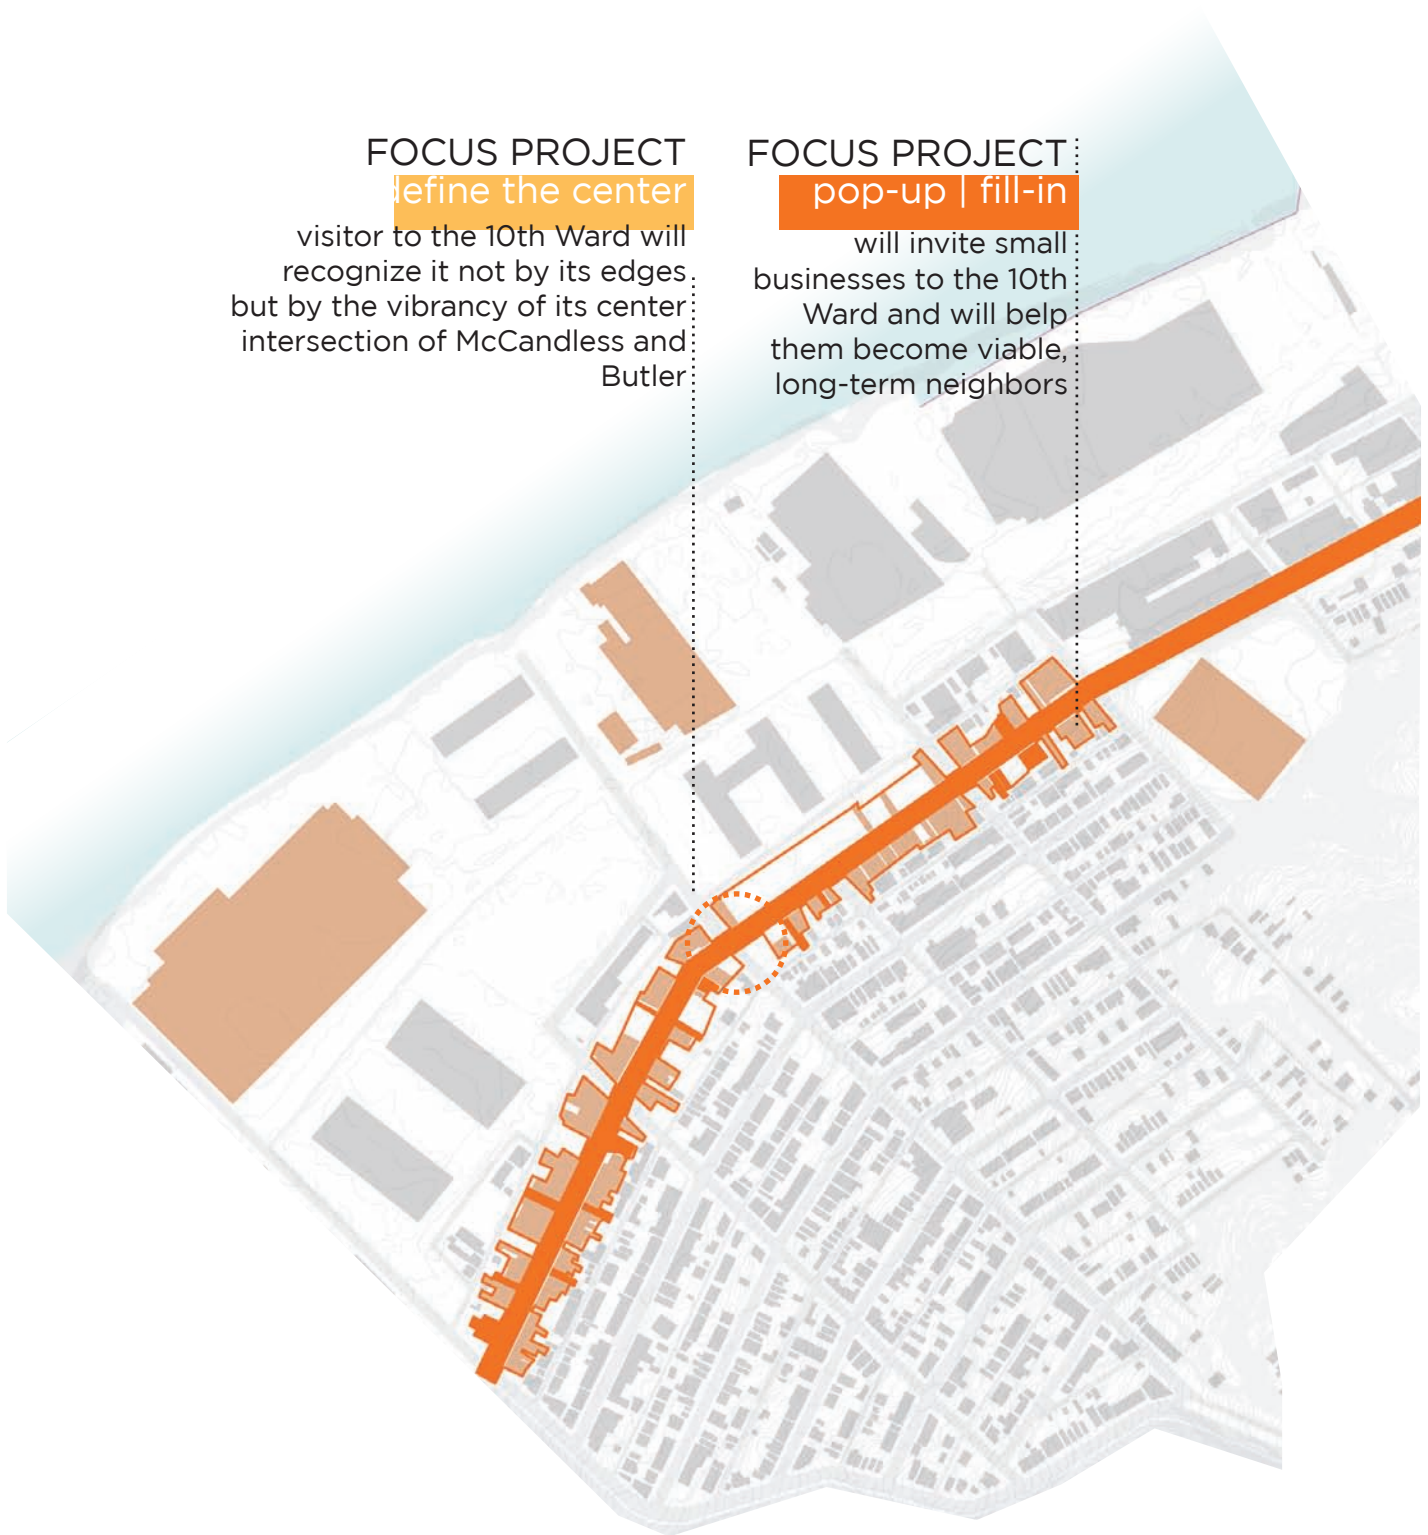 FOCUS PROJECT
define the center
visitor to the 10th Ward will
recognize it not by its edges
but by the vibrancy of its center
intersection of McCandless and
Butler
FOCUS PROJECT
pop-up | fill-in
will invite small
businesses to the 10th
Ward and will belp
them become viable,
long-term neighbors